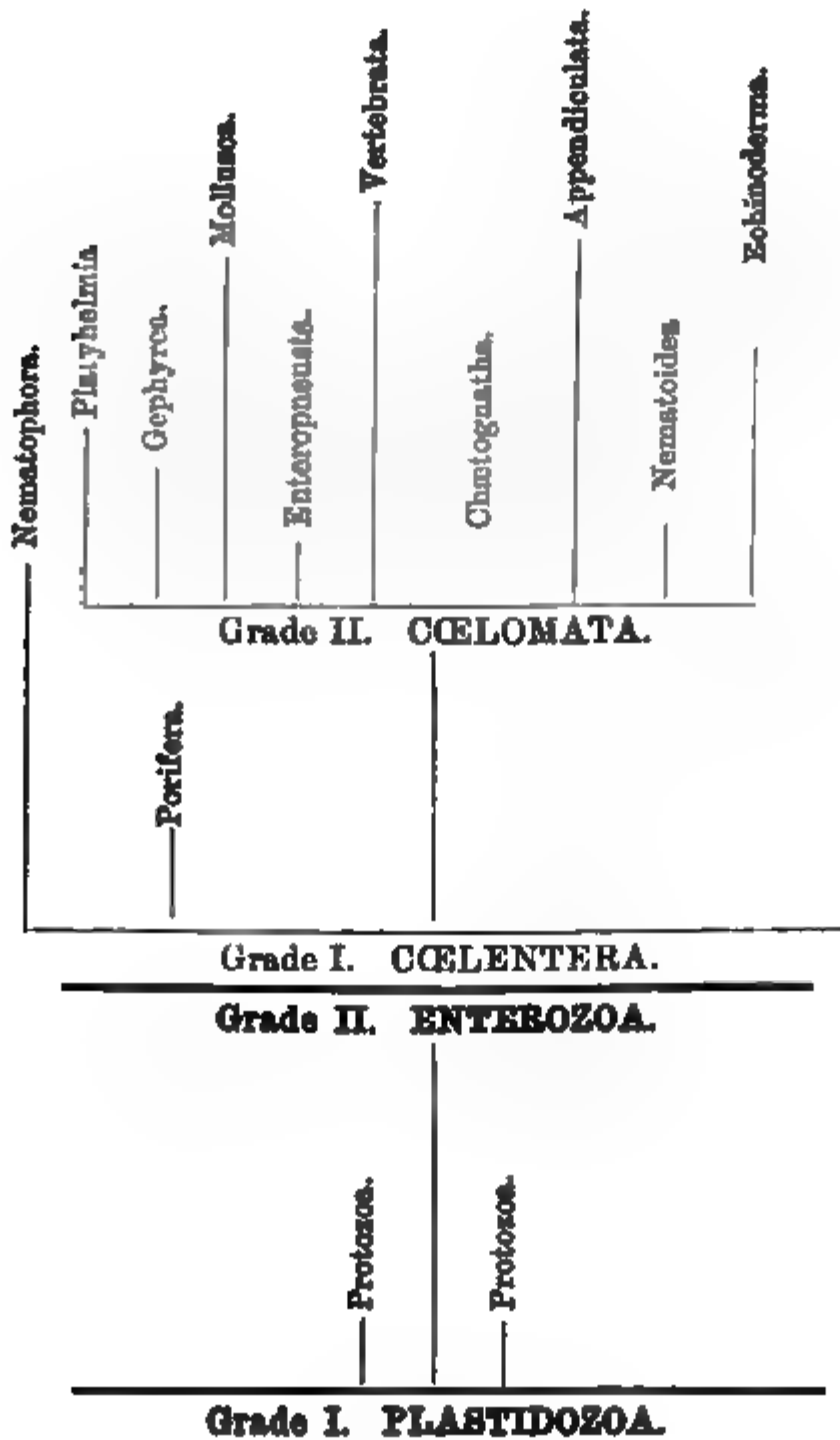 Nematophora.
Platyhelmia
Gephyrea.
Mollusca.
Enteropneusta.
Vertebrata.
Chætognatha.
Appendiculata.
Nematoidea
Echinoderma.
Grade II. CŒLOMATA.
Porifera.
Grade I. CŒLENTERA.
Grade II. ENTEROZOA.
Protozoa.
Protozoa.
Grade I. PLASTIDOZOA.